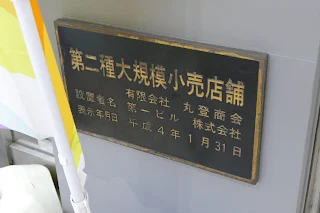 第二種大規模小売店舗
有限会社 丸登商会
設置者名 第一ビル 株式会社
表示年月日 平成4年1月31日